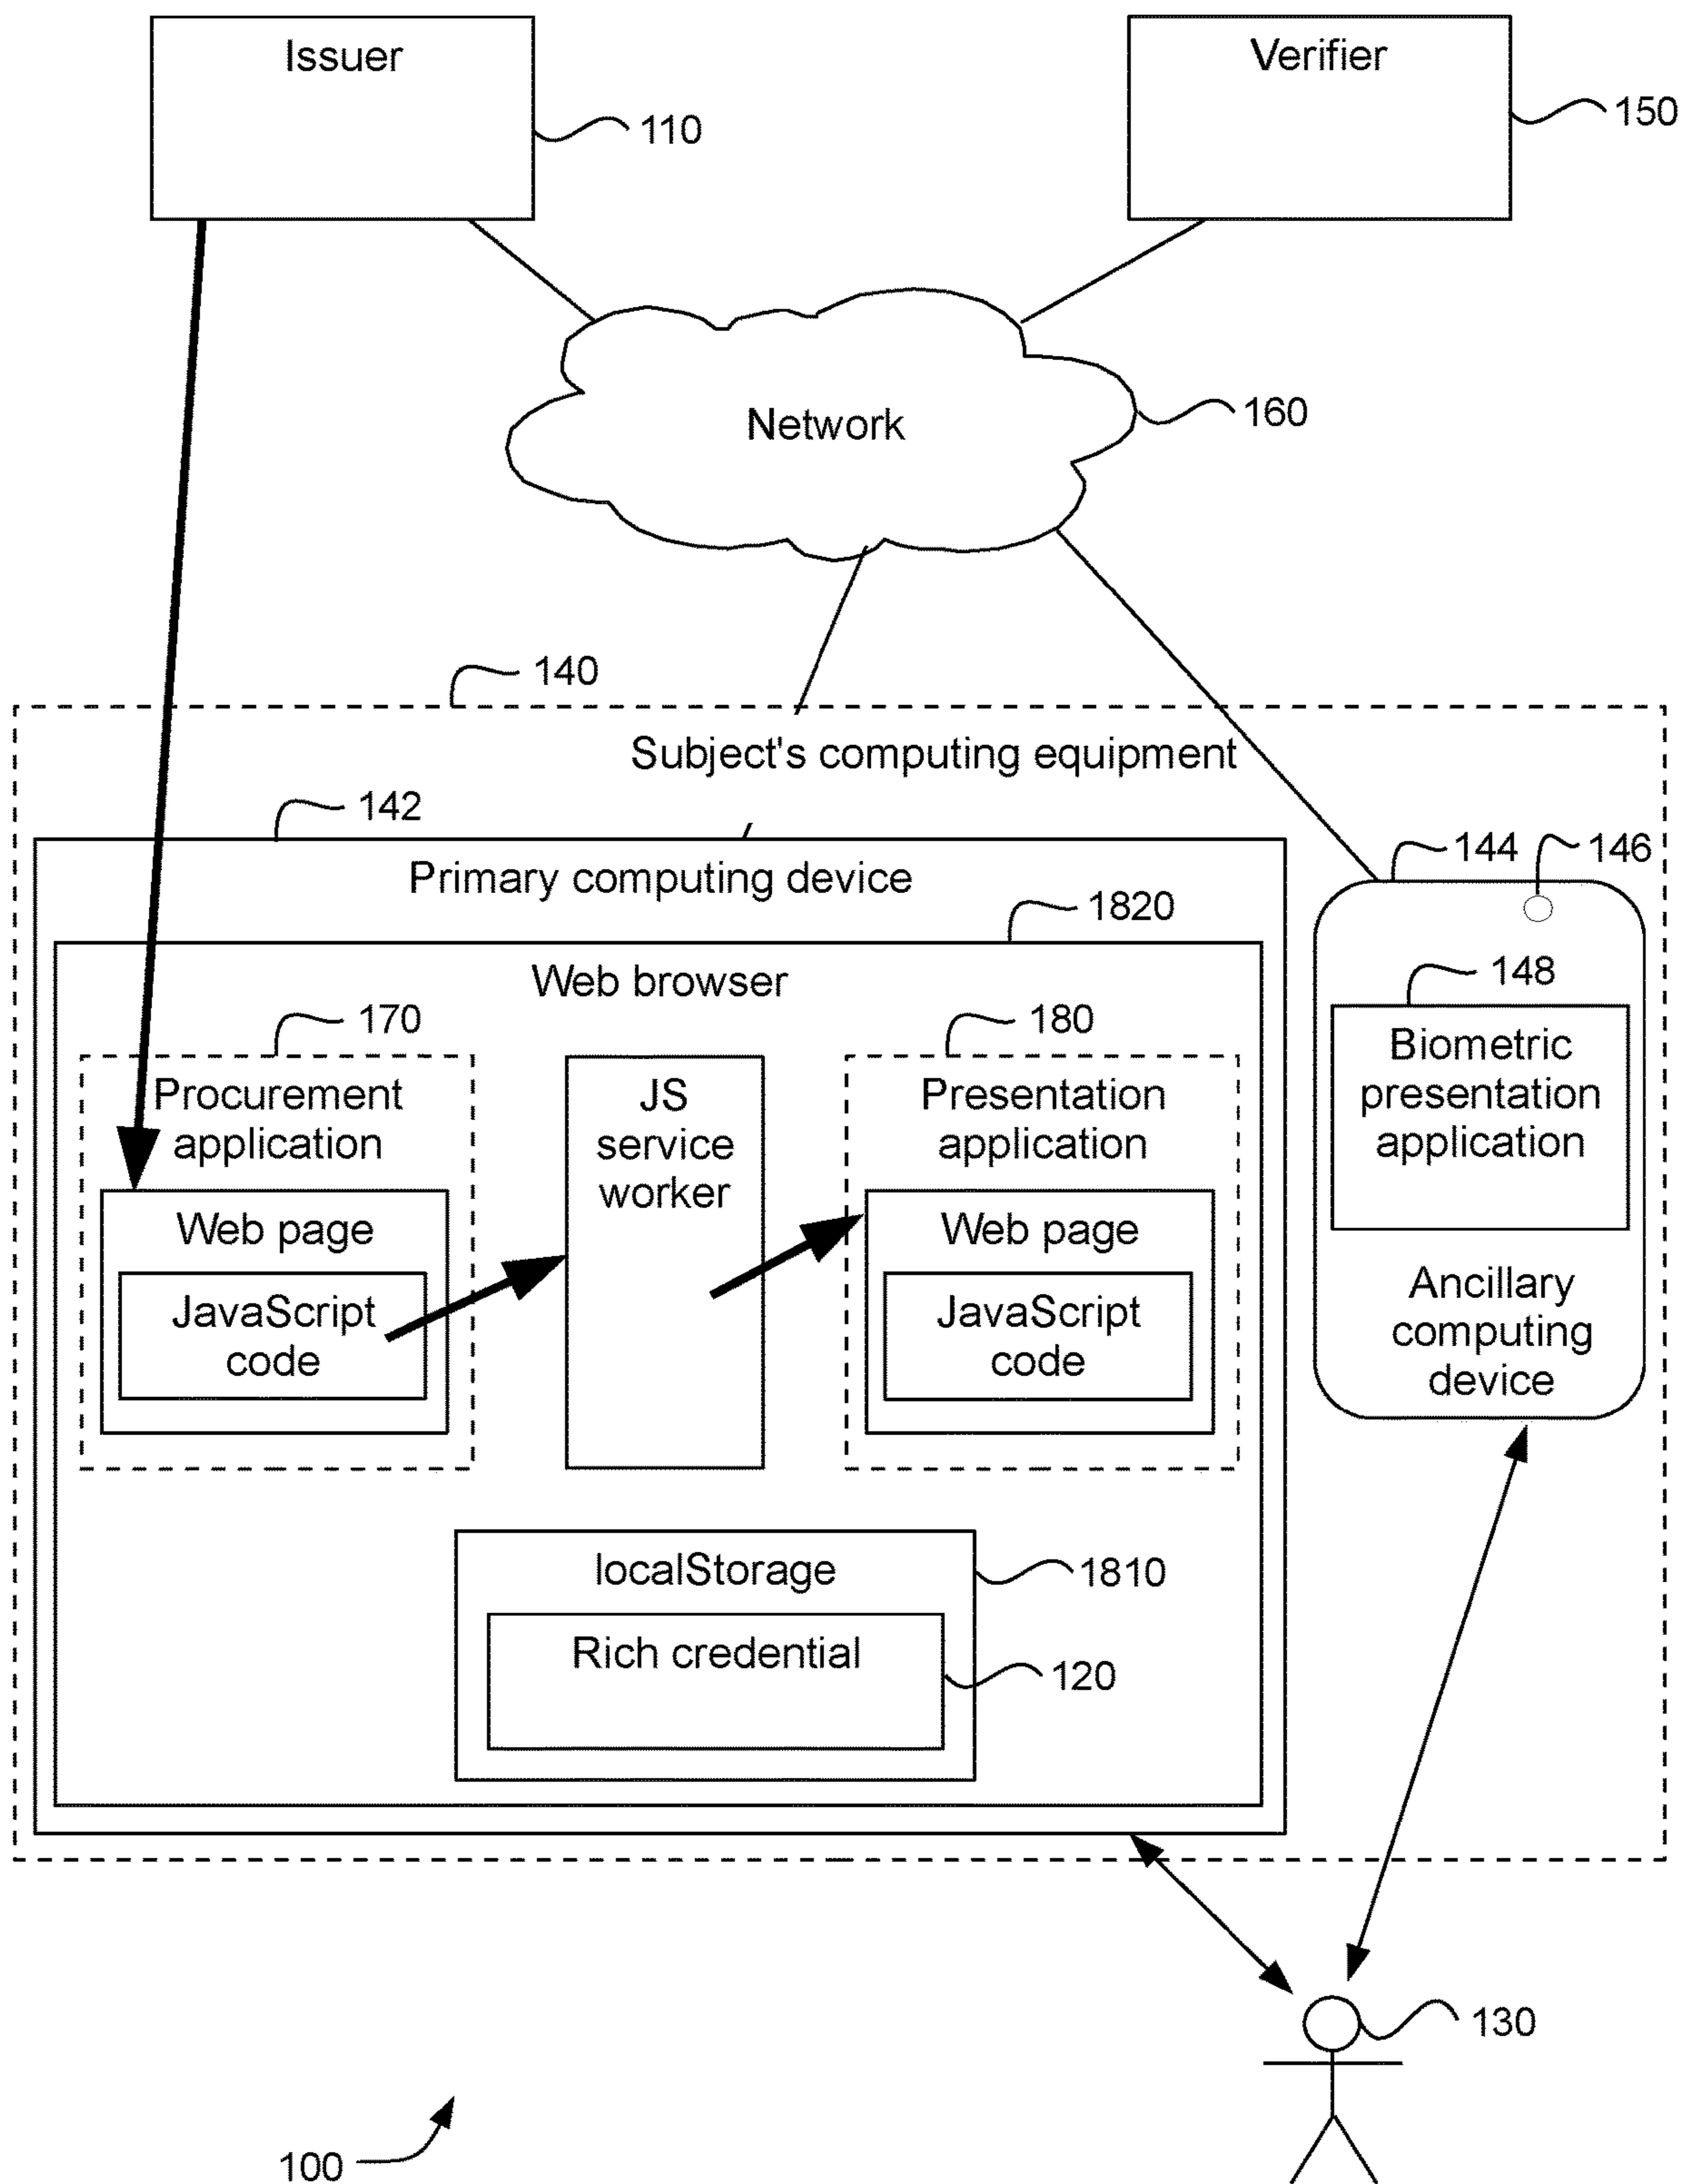 Issuer
110
Verifier
150
Network
160
140
Subject's computing equipment
142
Primary computing device
144
146
1820
Web browser
148
Biometric
presentation
application
Ancillary
computing
device
170
Procurement
application
Web page
JavaScript
code
JS
service
worker
180
Presentation
application
Web page
JavaScript
code
localStorage
1810
Rich credential
120
130
100